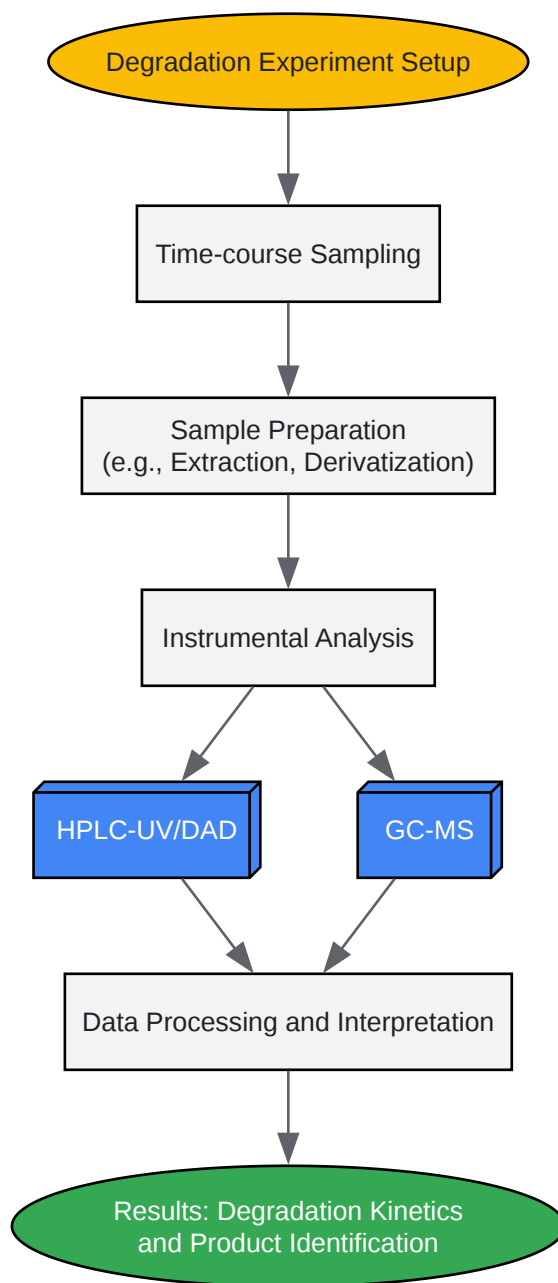 Degradation Experiment Setup
Time-course Sampling
Sample Preparation
(e.g., Extraction, Derivatization)
Instrumental Analysis
HPLC-UV/DAD
GC-MS
Data Processing and Interpretation
Results: Degradation Kinetics
and Product Identification